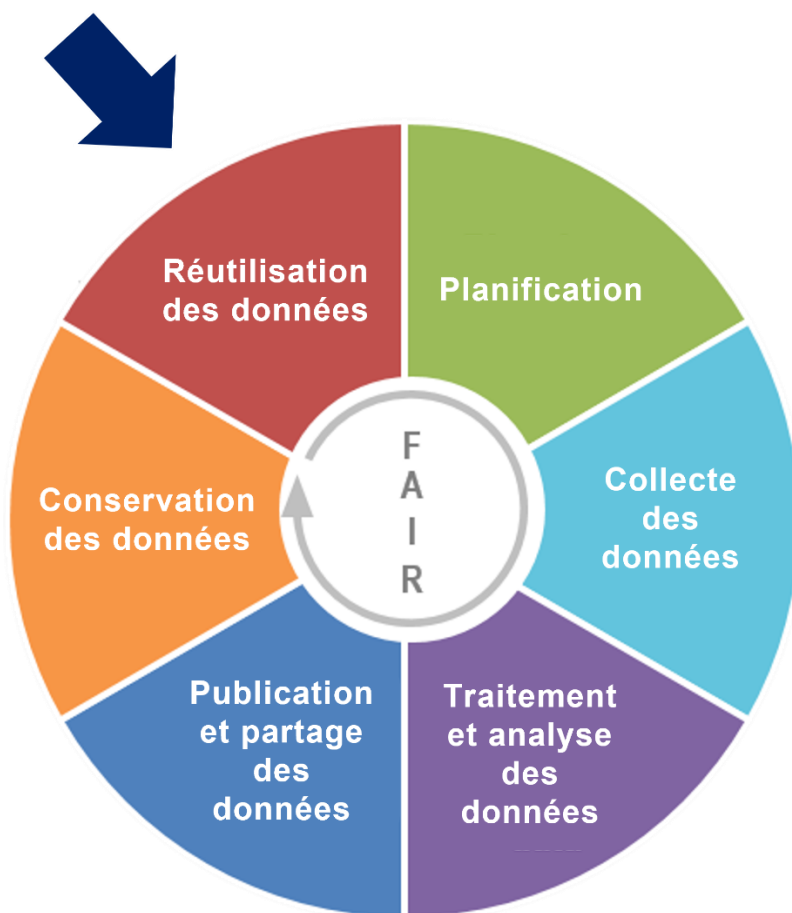 Réutilisation
des données
Planification
Collecte
des
données
Traitement
et analyse
des
données
Publication
et partage
des
données
Conservation
des données
F
A
I
R